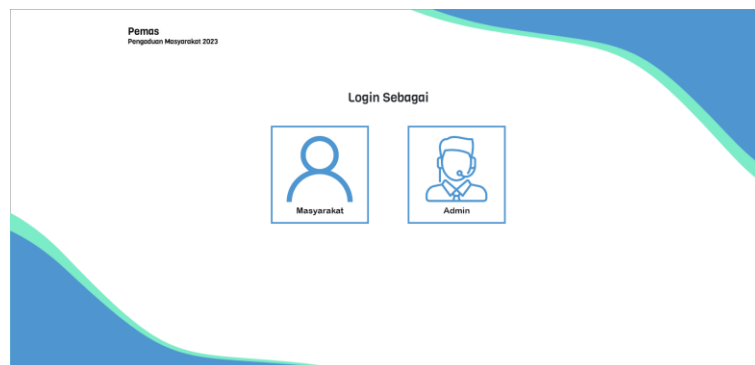 Pemas
Pengaduan Masyarakat 2023
Login Sebagai
Masyarakat
Admin